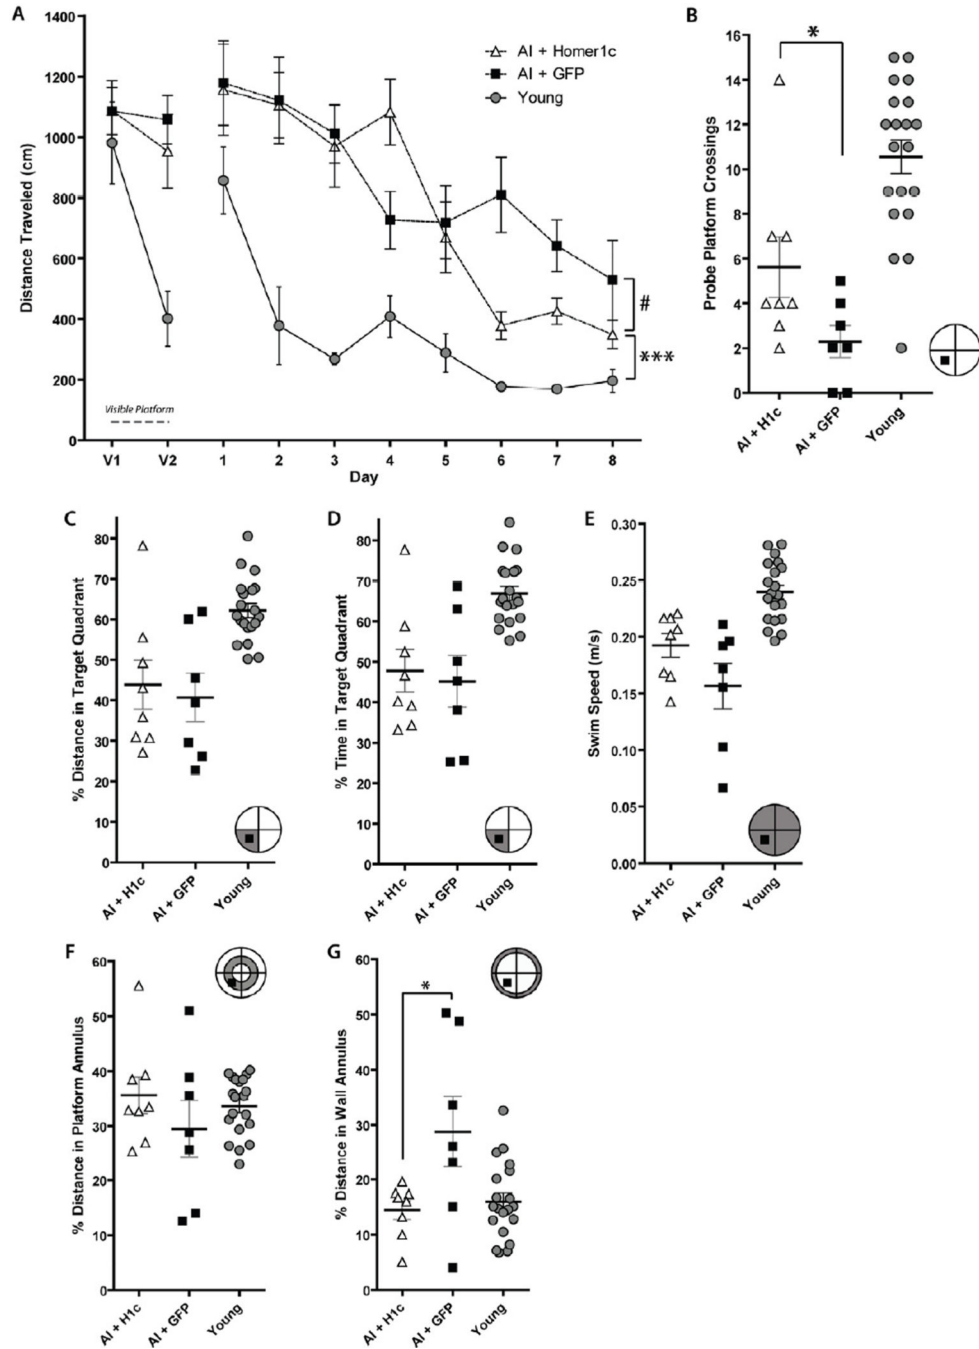 A
1400
1200
1000
800
600
400
200
0
Distance Traveled (cm)
AI + Homer1c
AI + GFP
Young
#
***
Visible Platform
V1 V2 1 2 3 4 5 6 7 8
Day
B
*
16
14
12
10
8
6
4
2
0
Probe Platform Crossings
AI + H1c
AI + GFP
Young
C
80
70
60
50
40
30
20
10
0
% Distance in Target Quadrant
AI + H1c
AI + GFP
Young
D
80
70
60
50
40
30
20
10
0
% Time in Target Quadrant
AI + H1c
AI + GFP
Young
E
0.30
0.25
0.20
0.15
0.10
0.05
0.00
Swim Speed (m/s)
AI + H1c
AI + GFP
Young
F
60
50
40
30
20
10
0
% Distance in Platform Annulus
AI + H1c
AI + GFP
Young
G
*
60
50
40
30
20
10
0
% Distance in Wall Annulus
AI + H1c
AI + GFP
Young